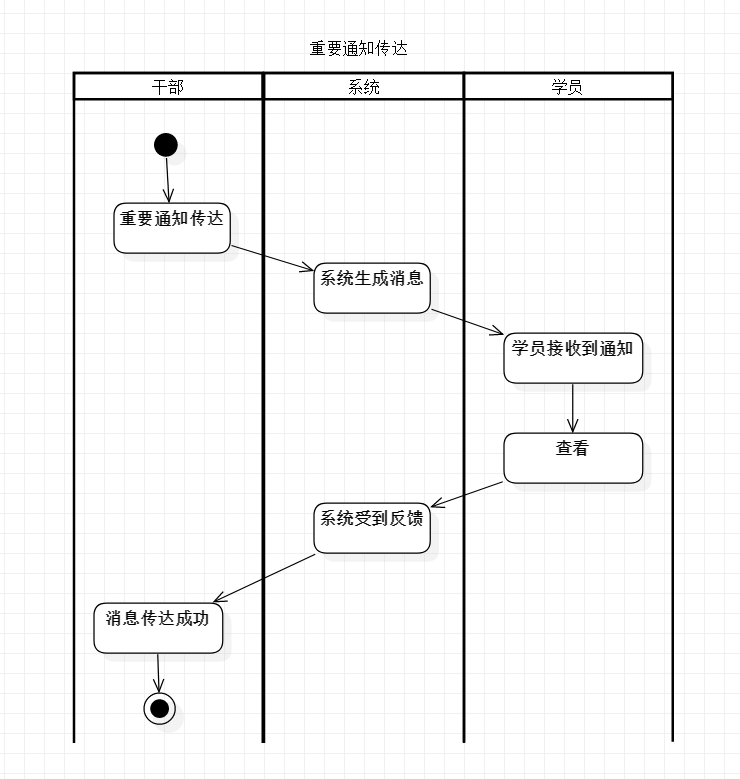 重要通知传达
干部
系统
学员
重要通知传达
系统生成消息
学员接收到通知
查看
系统受到反馈
消息传达成功